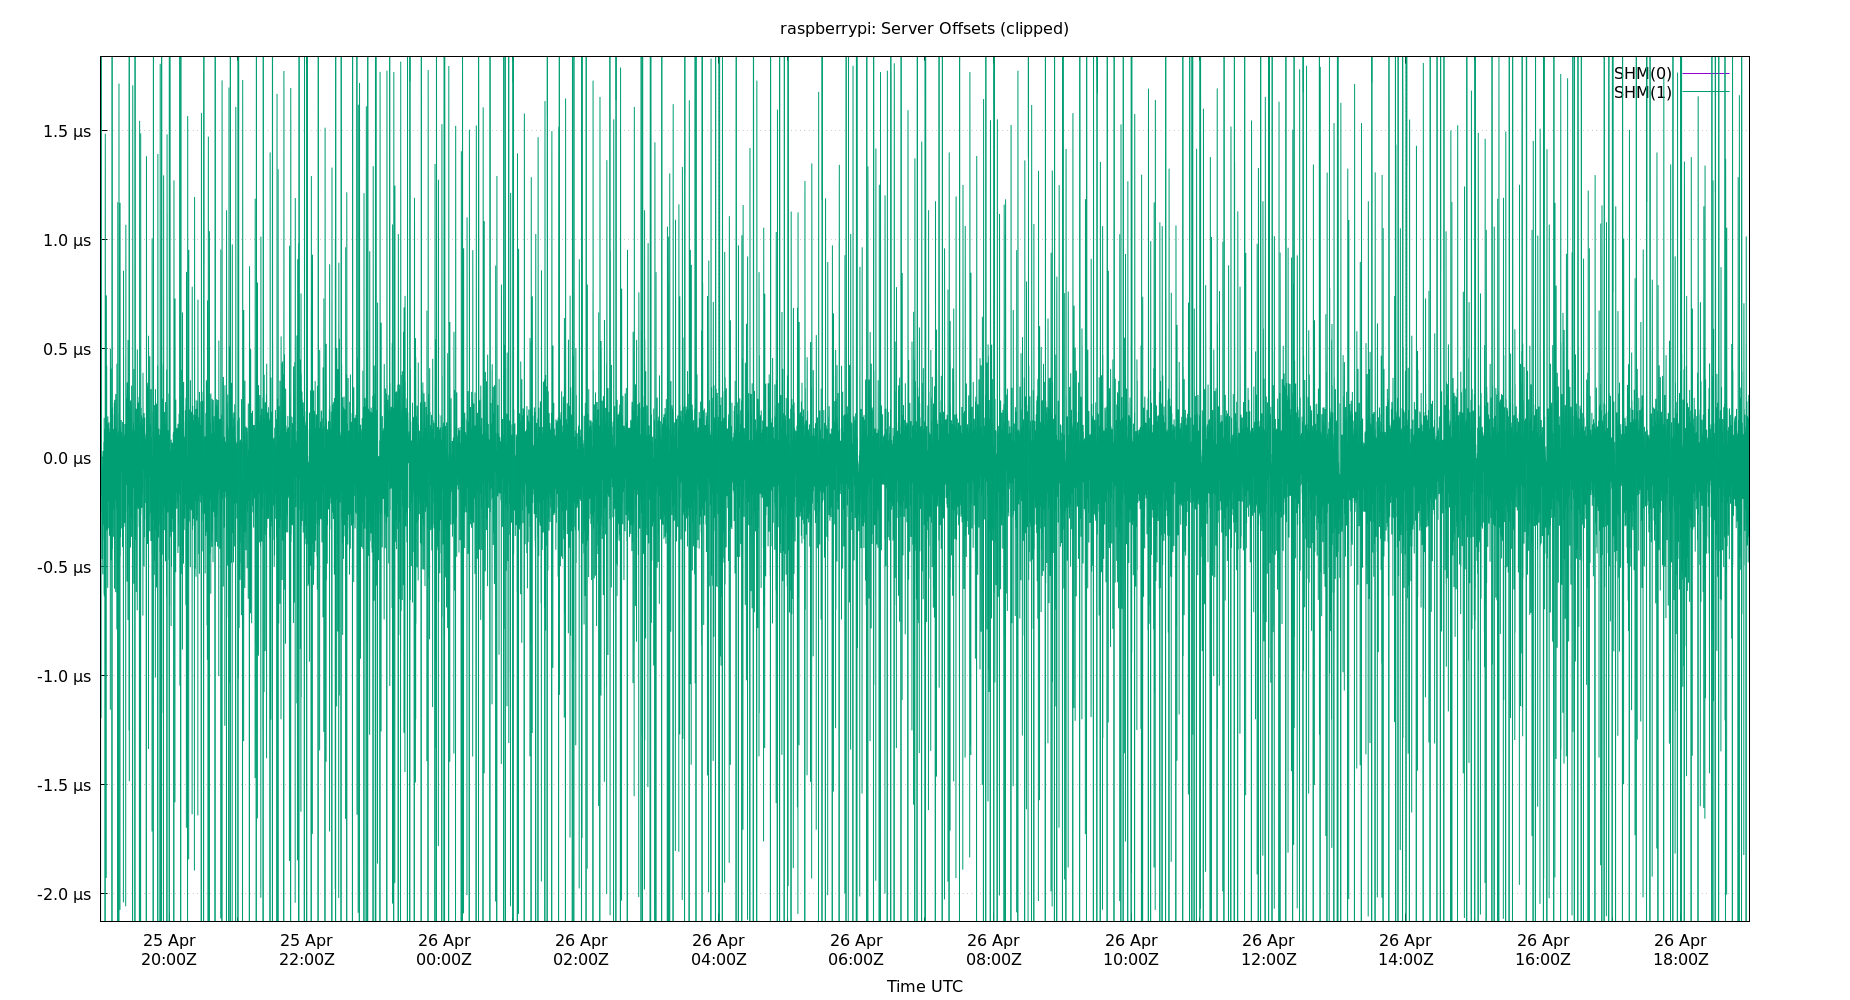 raspberrypi: Server Offsets (clipped)
SHM(0)
SHM(1)
1.5 µs
1.0 µs
0.5 µs
0.0 µs
-0.5 µs
-1.0 µs
-1.5 µs
-2.0 µs
25 Apr 25 Apr 26 Apr 26 Apr 26 Apr 26 Apr 26 Apr 26 Apr 26 Apr 26 Apr 26 Apr 26 Apr
20:00Z 22:00Z 00:00Z 02:00Z 04:00Z 06:00Z 08:00Z 10:00Z 12:00Z 14:00Z 16:00Z 18:00Z
Time UTC